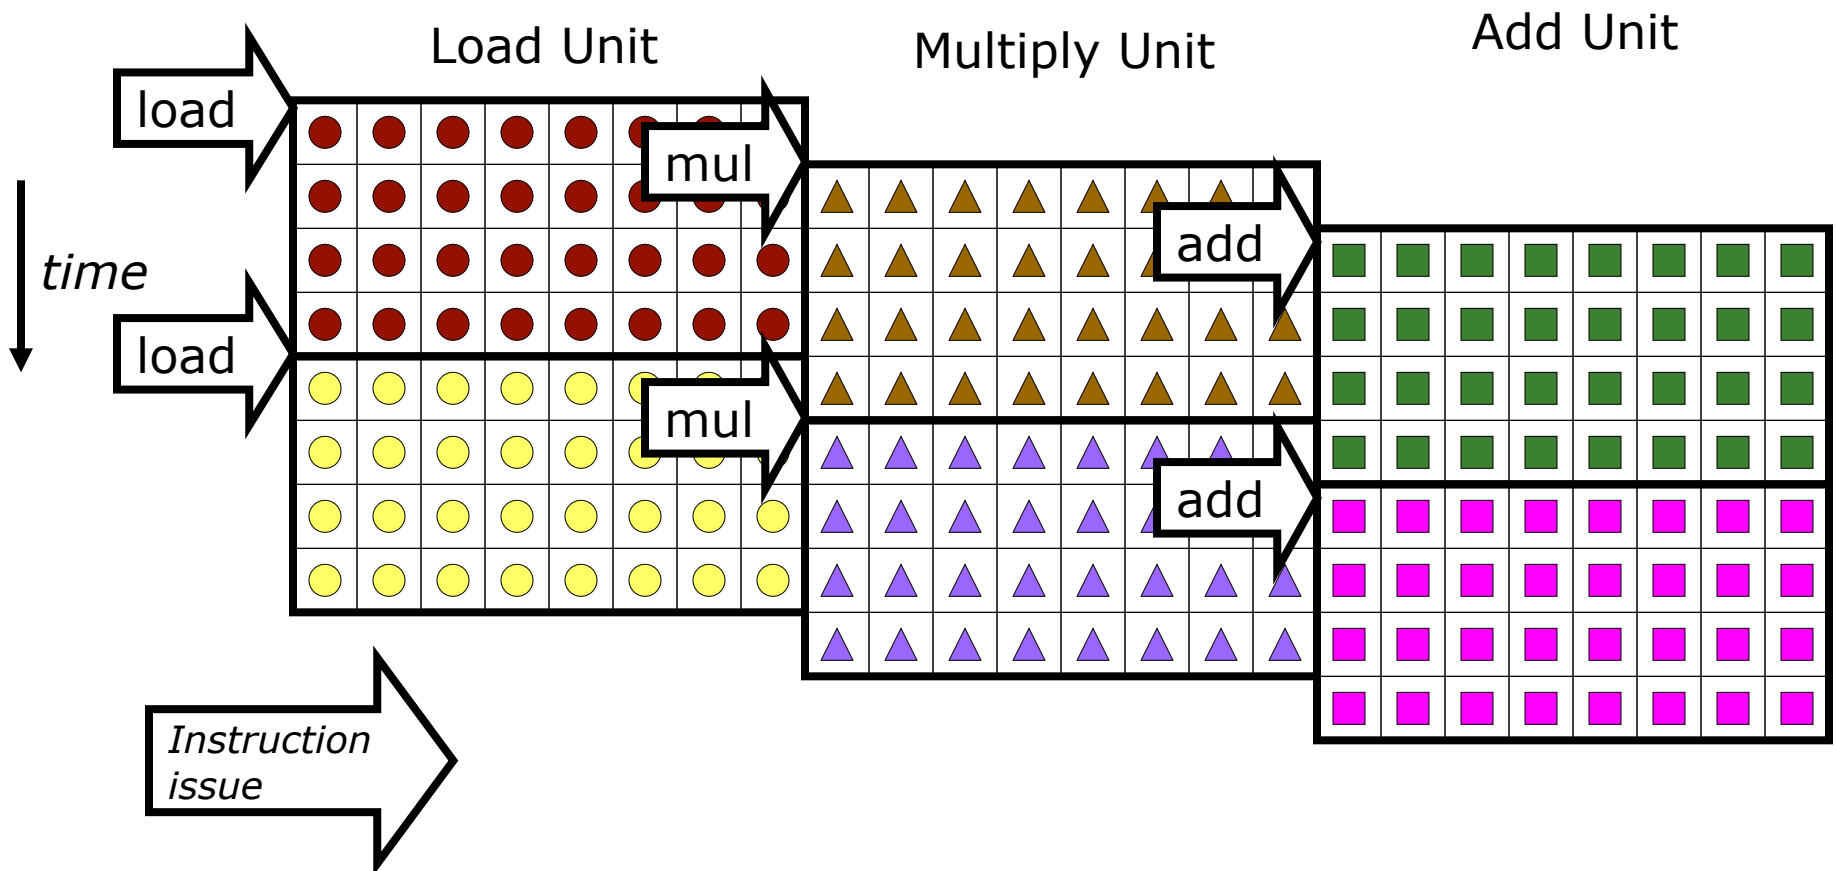 Load Unit
Multiply Unit
Add Unit
load
mul
add
time
load
mul
add
Instruction
issue